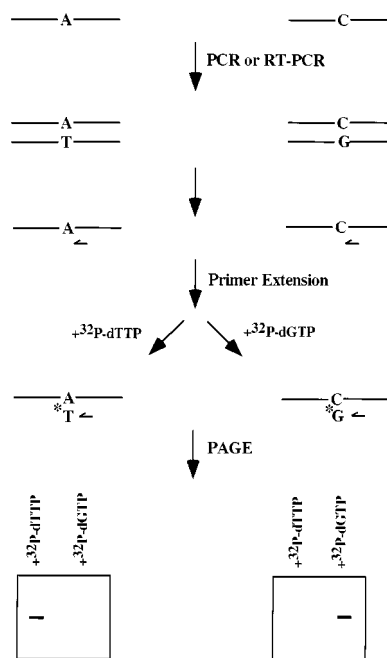 A C
PCR or RT-PCR
A C
T G
A C
Primer Extension
+32P-dTTP +32P-dGTP
A C
*T *G
PAGE
+32P-dTTP +32P-dGTP +32P-dTTP +32P-dGTP